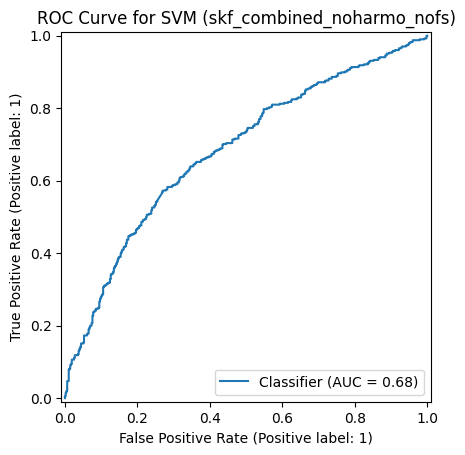 ROC Curve for SVM (skf_combined_noharmo_nofs)
1.0
0.8
0.6
0.4
0.2
0.0
True Positive Rate (Positive label: 1)
Classifier (AUC = 0.68)
0.0 0.2 0.4 0.6 0.8 1.0
False Positive Rate (Positive label: 1)